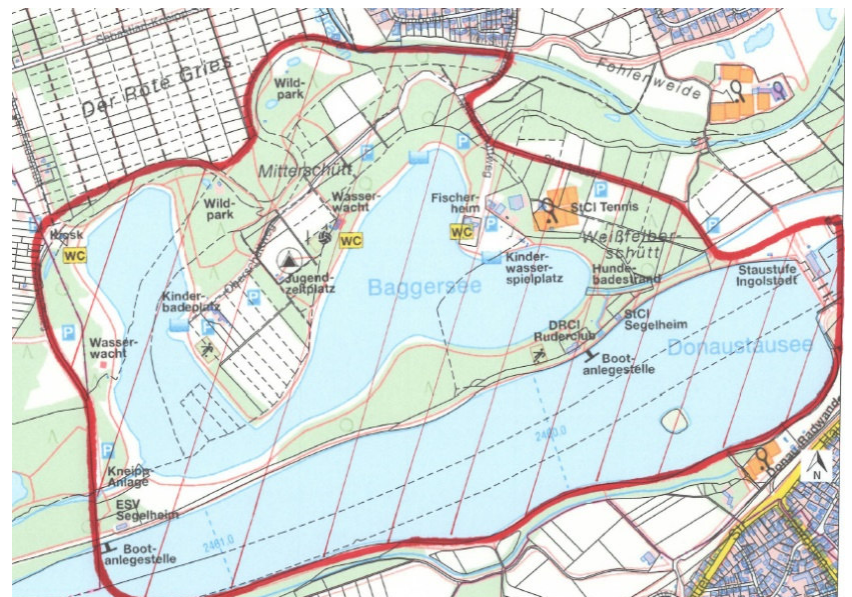 Der Rote Gries
Fohlenweide
Wild-
park
Mitterschütt
Wild-
park
Wasser-
wacht
Fischer-
heim
StCl Tennis
Kiosk
WC
WC
WC
Weißfelber-
schütt
Jugend-
zeltplatz
Kinder-
wasser-
spielplatz
Hunde-
badestrand
Staustufe
Ingolstadt
Baggersee
Kinder-
badeplatz
P
P
P
P
P
P
P
StCl
Segelheim
DRCI
Ruderclub
Donaustausee
Wasser-
wacht
Boot-
anlegestelle
2460.0
Kneipp
Anlage
ESV
Segelheim
2461.0
Boot-
anlegestelle
N